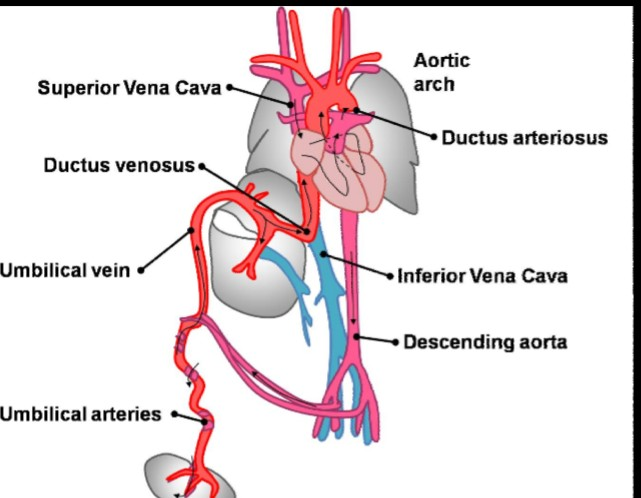 Aortic
arch
Superior Vena Cava
Ductus arteriosus
Ductus venosus
Umbilical vein
Inferior Vena Cava
Descending aorta
Umbilical arteries